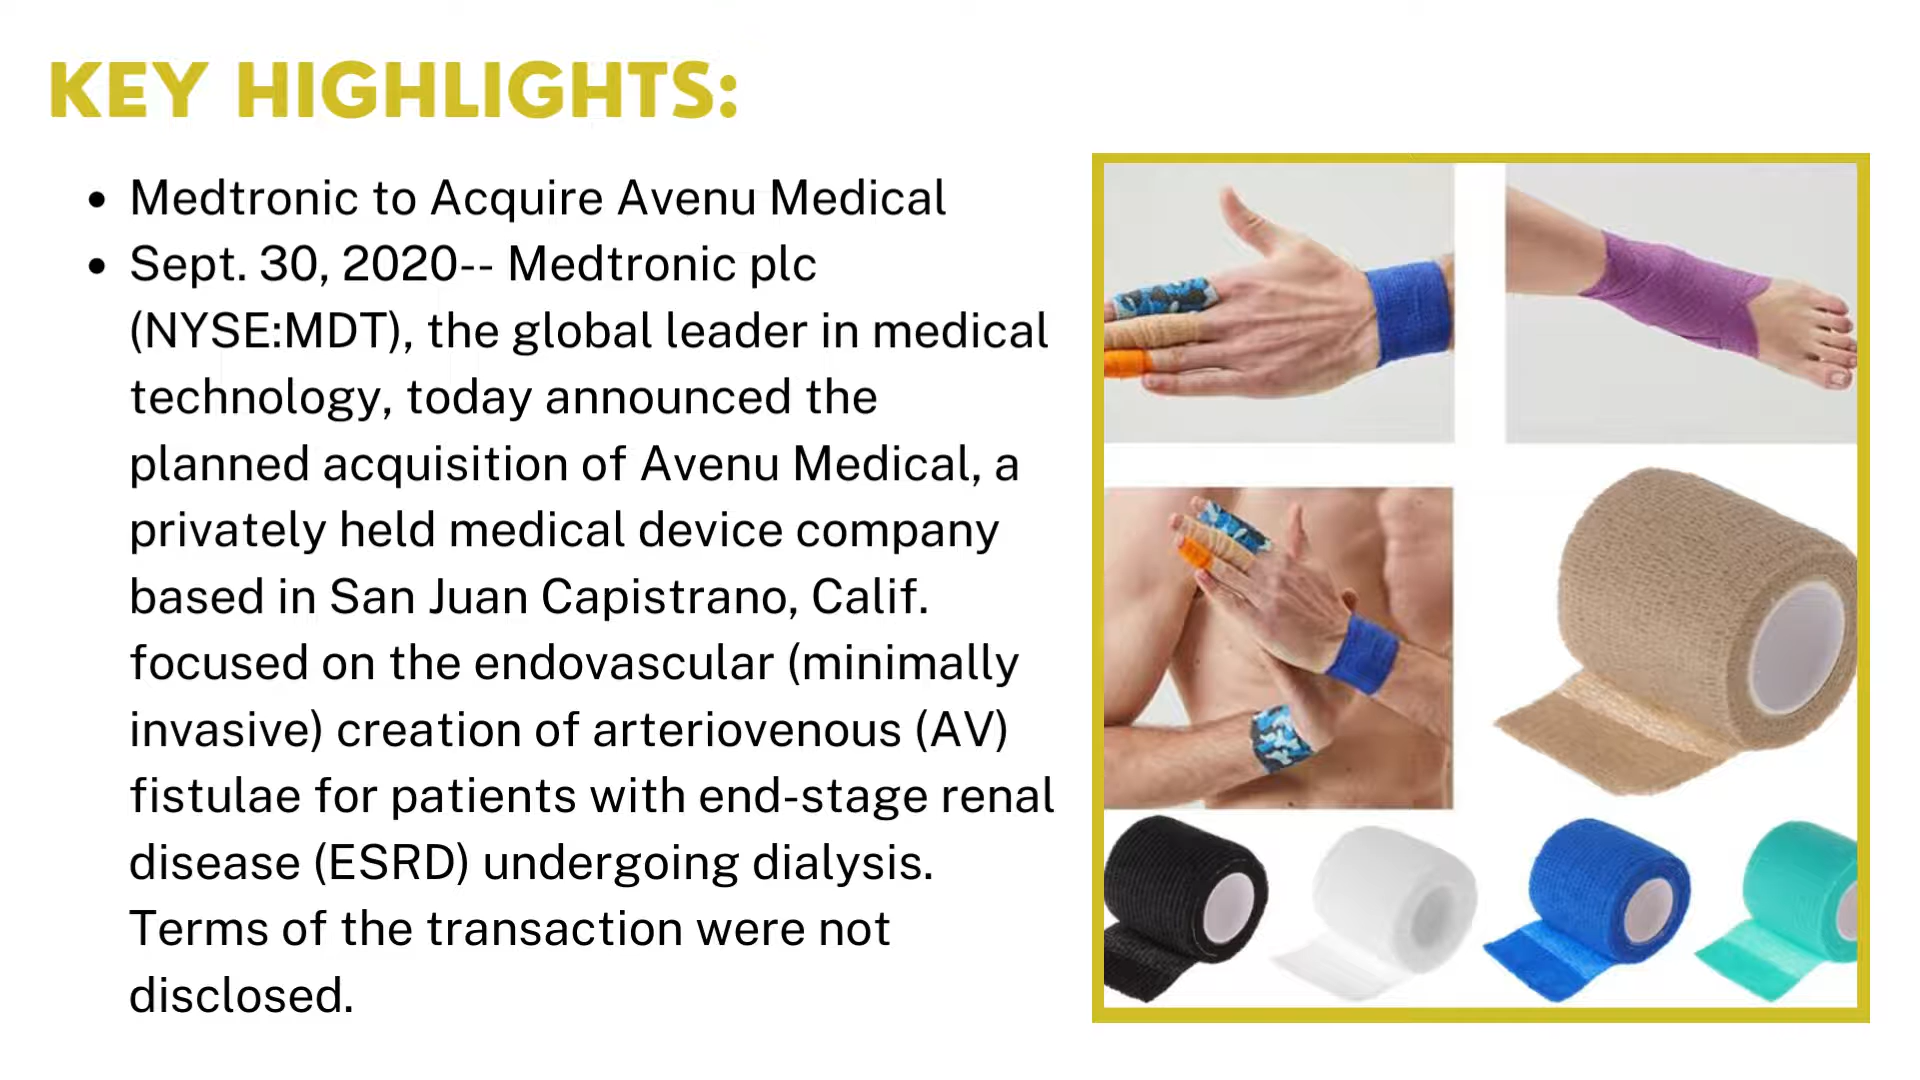 KEY HIGHLIGHTS:
• Medtronic to Acquire Avenu Medical
• Sept. 30, 2020-- Medtronic plc
(NYSE:MDT), the global leader in medical
technology, today announced the
planned acquisition of Avenu Medical, a
privately held medical device company
based in San Juan Capistrano, Calif.
focused on the endovascular (minimally
invasive) creation of arteriovenous (AV)
fistulae for patients with end-stage renal
disease (ESRD) undergoing dialysis.
Terms of the transaction were not
disclosed.